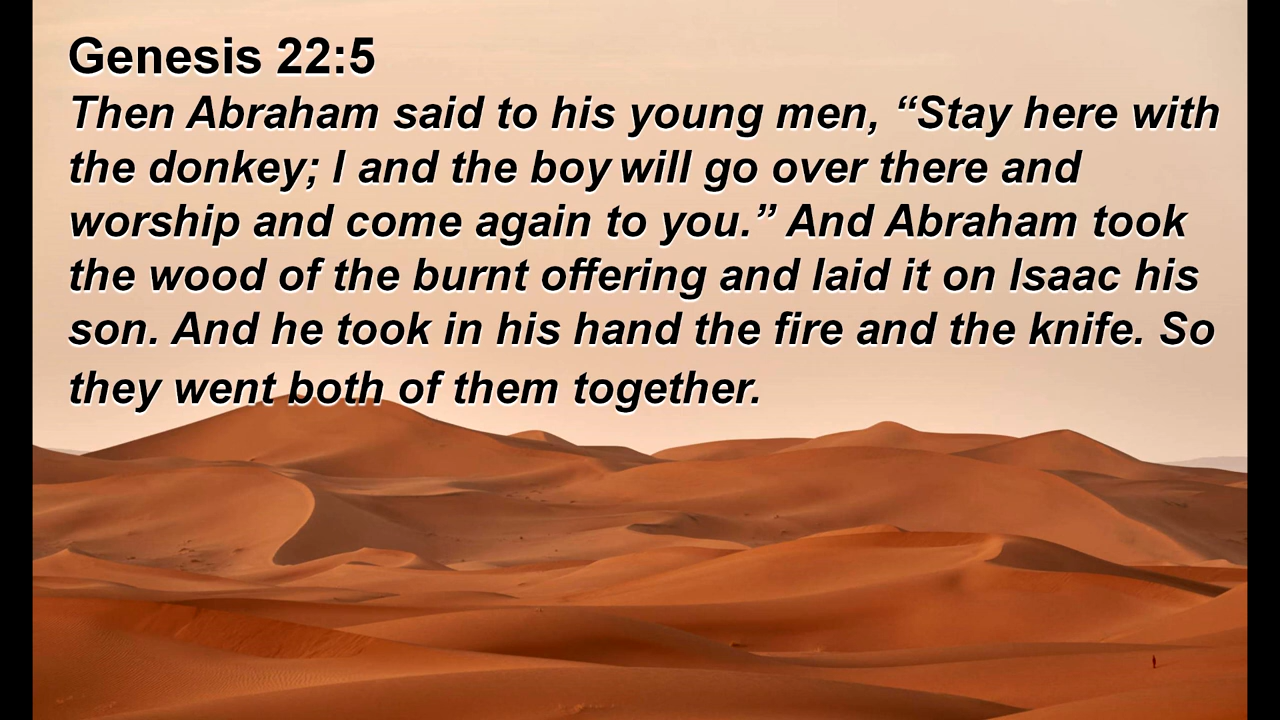 Genesis 22:5
Then Abraham said to his young men, “Stay here with
the donkey; I and the boy will go over there and
worship and come again to you.” And Abraham took
the wood of the burnt offering and laid it on Isaac his
son. And he took in his hand the fire and the knife. So
they went both of them together.